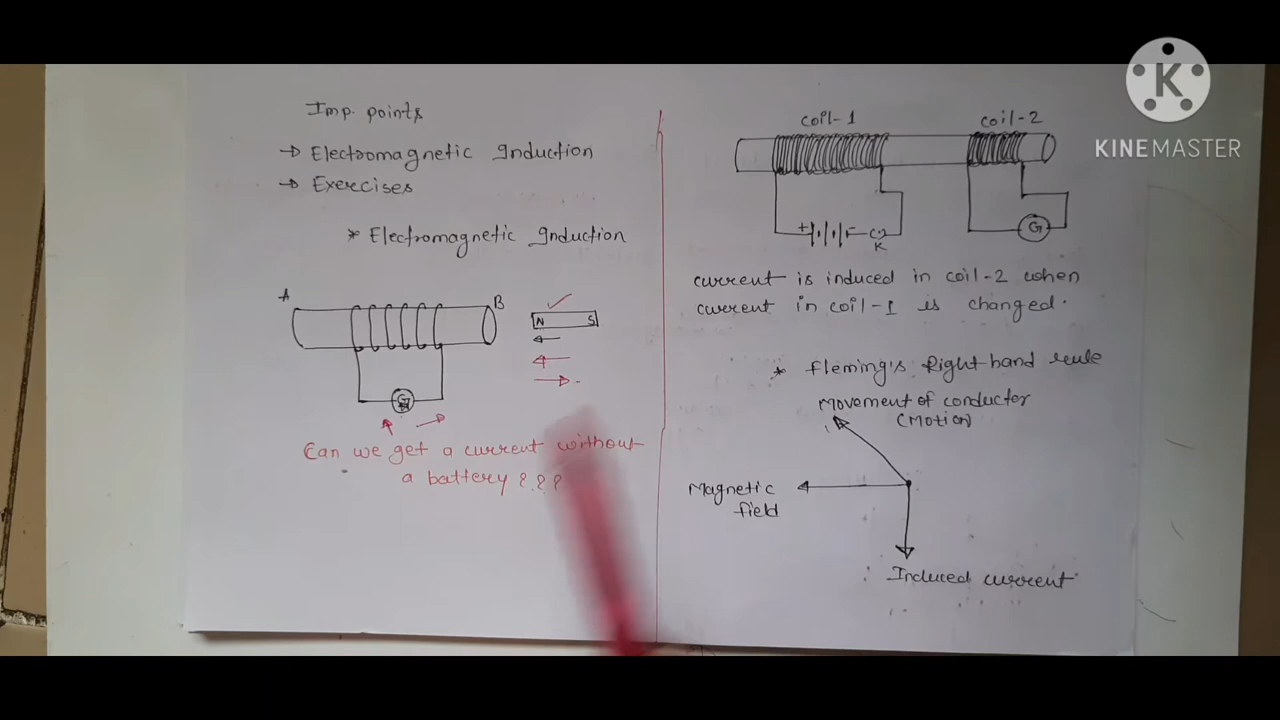 Imp. points
→ Electromagnetic Induction
→ Exercises
* Electromagnetic Induction
A
B
N S
G
Can we get a current without
a battery ???
coil-1
coil-2
+
K
G
current is induced in coil-2 when
current in coil-1 is changed.
* Fleming's Right hand rule
Movement of conductor
(Motion)
Magnetic
field
Induced current
K
KINEMASTER